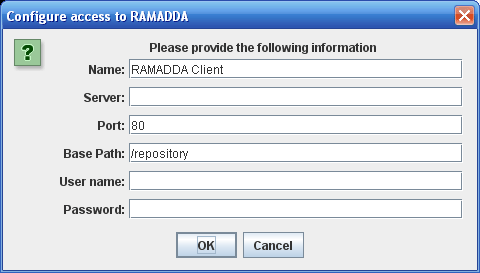 Configure access to RAMADDA
?
Please provide the following information
Name: RAMADDA Client
Server:
Port: 80
Base Path: /repository
User name:
Password:
OK Cancel